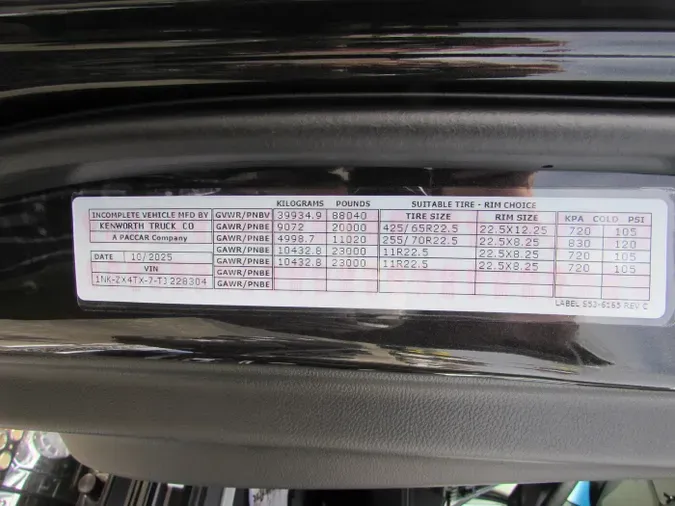 KILOGRAMS POUNDS SUITABLE TIRE - RIM CHOICE
INCOMPLETE VEHICLE MFD BY GVWR/PNBV 39934.9 88040 TIRE SIZE RIM SIZE KPA COLD PSI
KENWORTH TRUCK CO GAWR/PNBE 9072 20000 425/65R22.5 22.5X12.25 720 105
A PACCAR Company GAWR/PNBE 4998.7 11020 255/70R22.5 22.5X8.25 830 120
DATE 10/2025 GAWR/PNBE 10432.8 23000 11R22.5 22.5X8.25 720 105
VIN GAWR/PNBE 10432.8 23000 11R22.5 22.5X8.25 720 105
1NK-ZX4TX-7-TJ228304 GAWR/PNBE
GAWR/PNBE
LABEL S52-6163 REV C